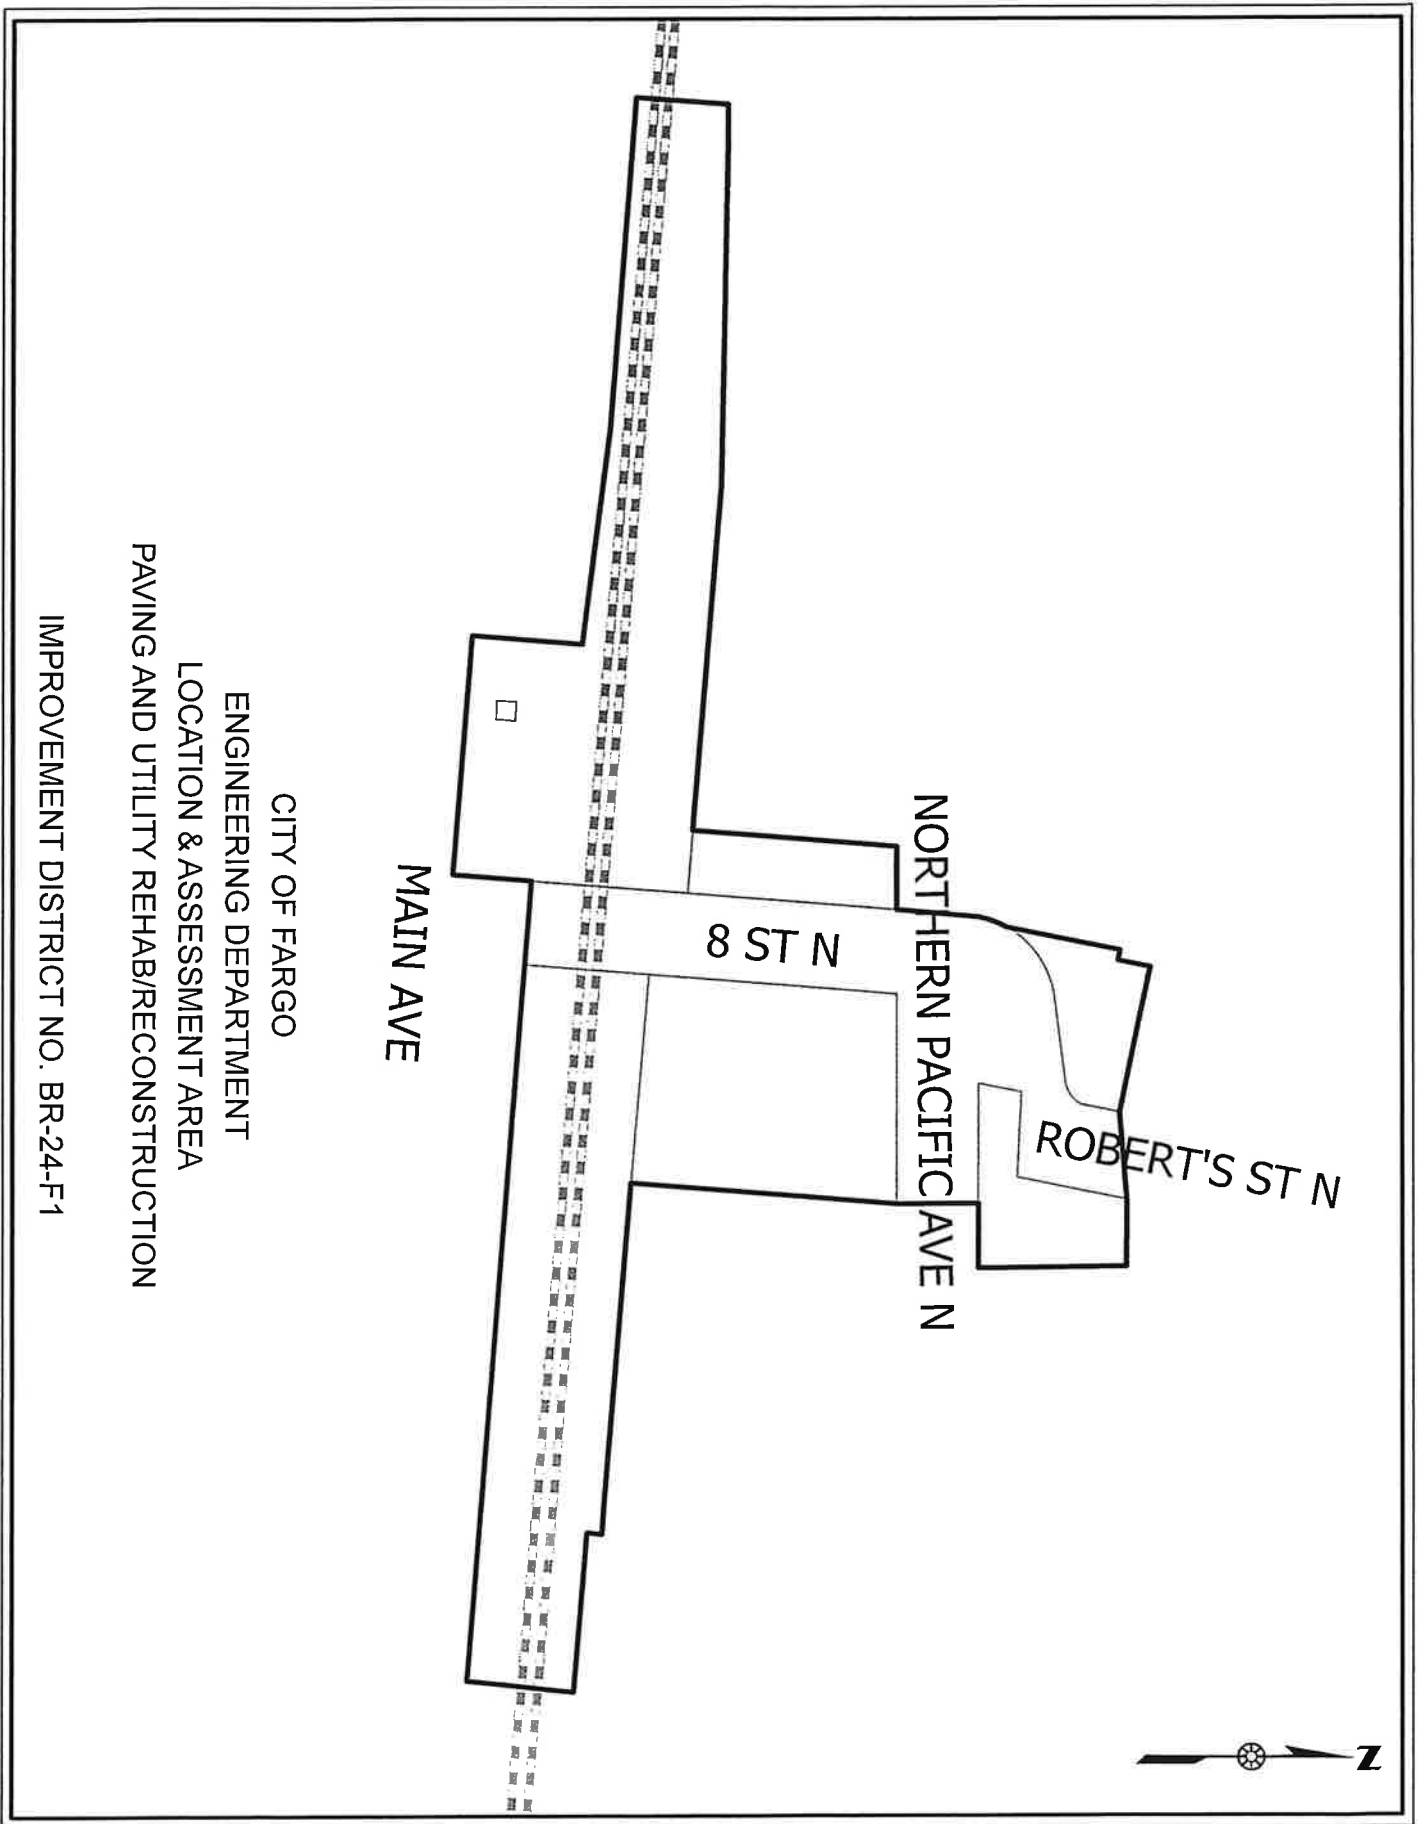 N
ROBERT'S ST N
NORTHERN PACIFIC AVE N
8 ST N
MAIN AVE
CITY OF FARGO
ENGINEERING DEPARTMENT
LOCATION & ASSESSMENT AREA
PAVING AND UTILITY REHAB/RECONSTRUCTION
IMPROVEMENT DISTRICT NO. BR-24-F1